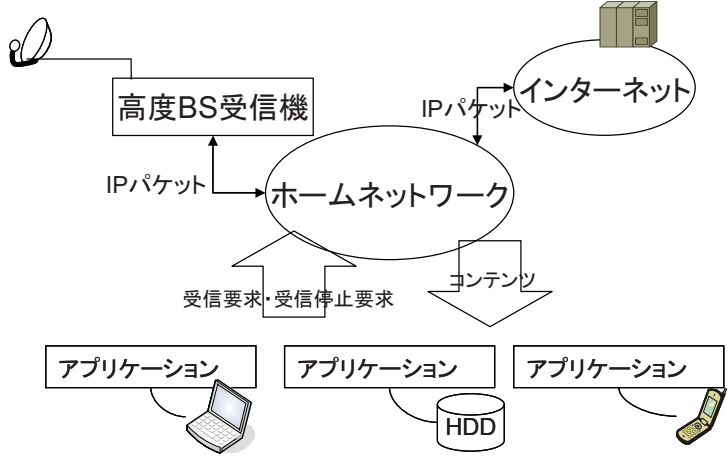 インターネット
高度BS受信機
IPパケット
IPパケット
ホームネットワーク
コンテンツ
受信要求・受信停止要求
アプリケーション
アプリケーション
アプリケーション
HDD